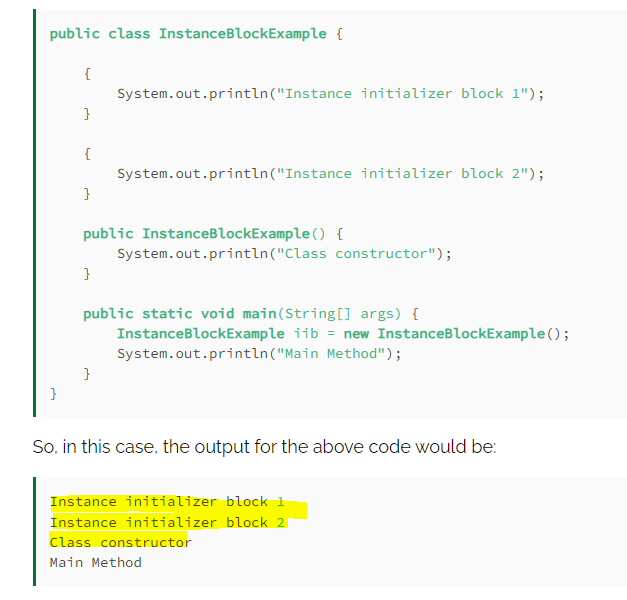 public class InstanceBlockExample {
{
System.out.println("Instance initializer block 1");
}
{
System.out.println("Instance initializer block 2");
}
public InstanceBlockExample() {
System.out.println("Class constructor");
}
public static void main(String[] args) {
InstanceBlockExample iib = new InstanceBlockExample();
System.out.println("Main Method");
}
}
So, in this case, the output for the above code would be:
Instance initializer block 1
Instance initializer block 2
Class constructor
Main Method